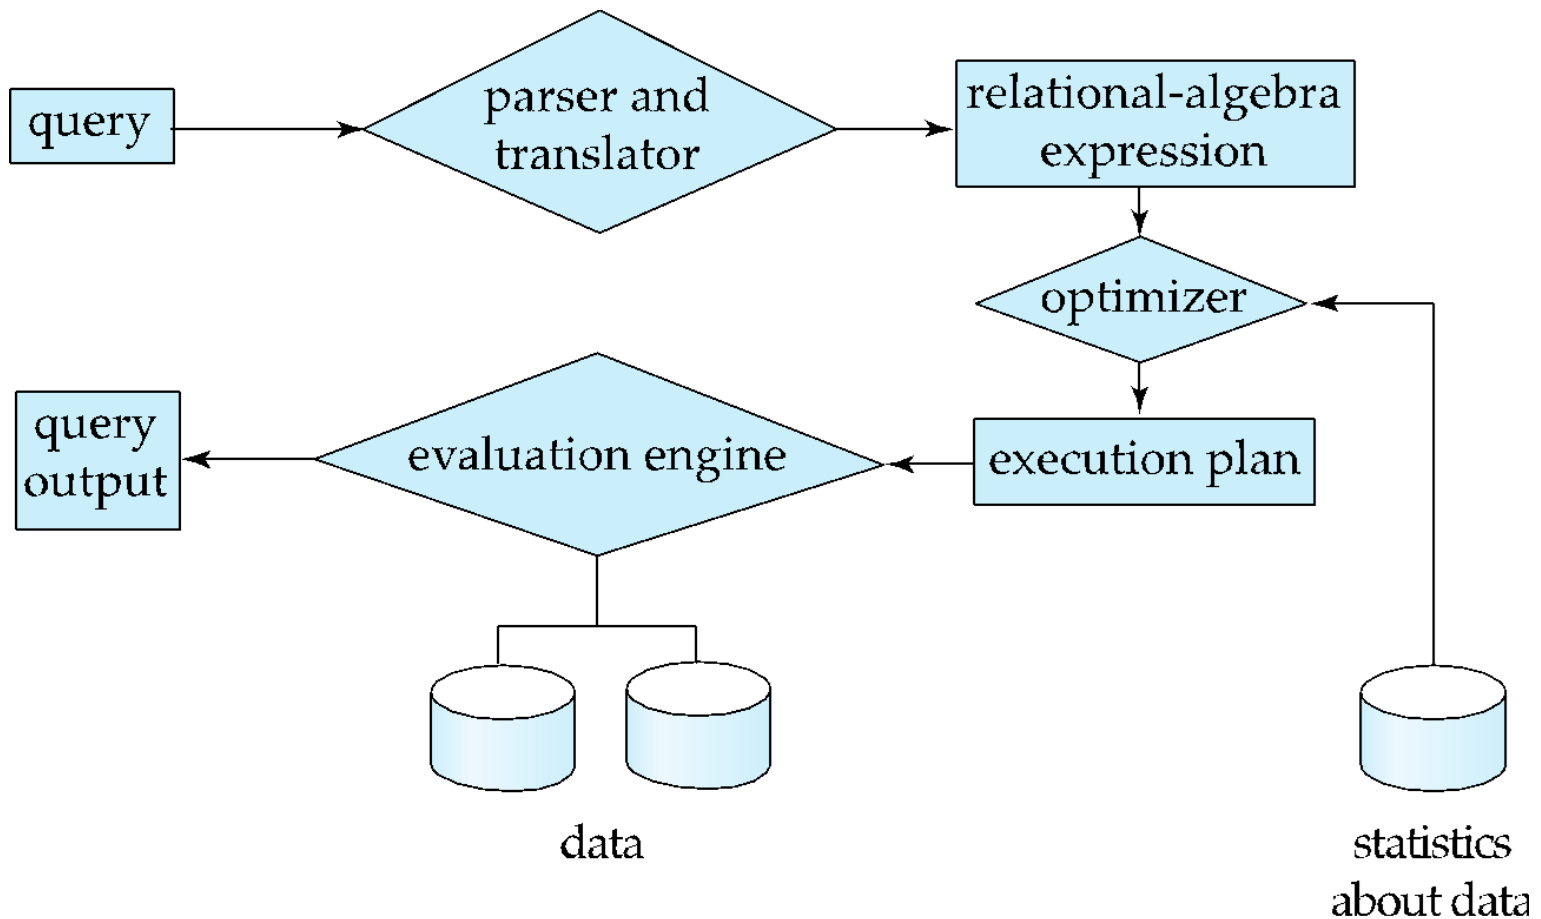 query
parser and
translator
relational-algebra
expression
optimizer
query
output
evaluation engine
execution plan
data
statistics
about data